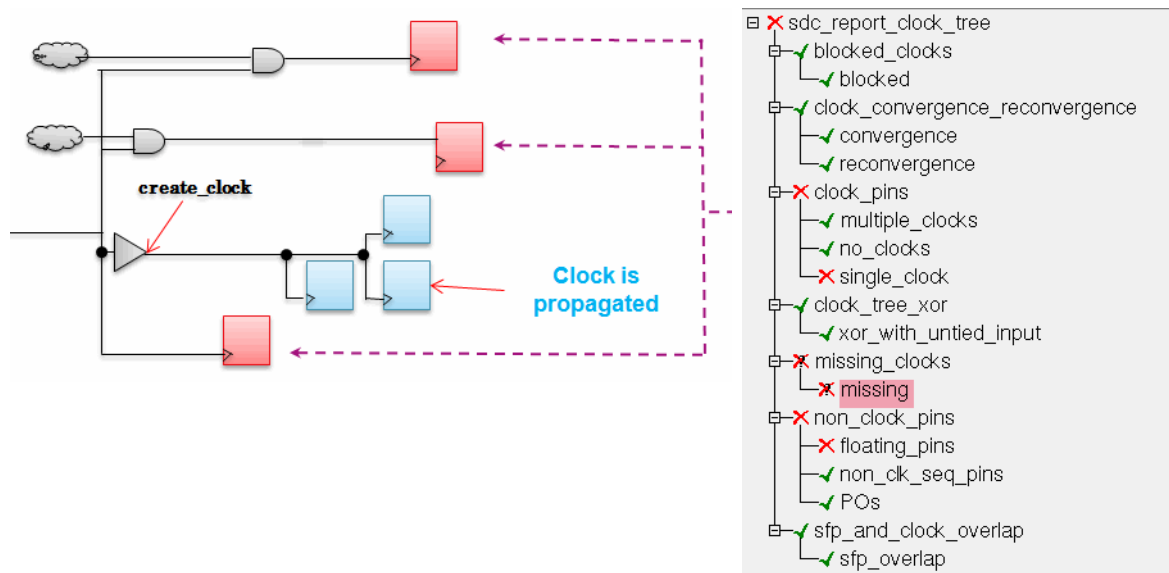 create_clock
Clock is
propagated
sdc_report_clock_tree
blocked_clocks
blocked
clock_convergence_reconvergence
convergence
reconvergence
clock_pins
multiple_clocks
no_clocks
single_clock
clock_tree_xor
xor_with_untied_input
missing_clocks
missing
non_clock_pins
floating_pins
non_clk_seq_pins
POs
sfp_and_clock_overlap
sfp_overlap